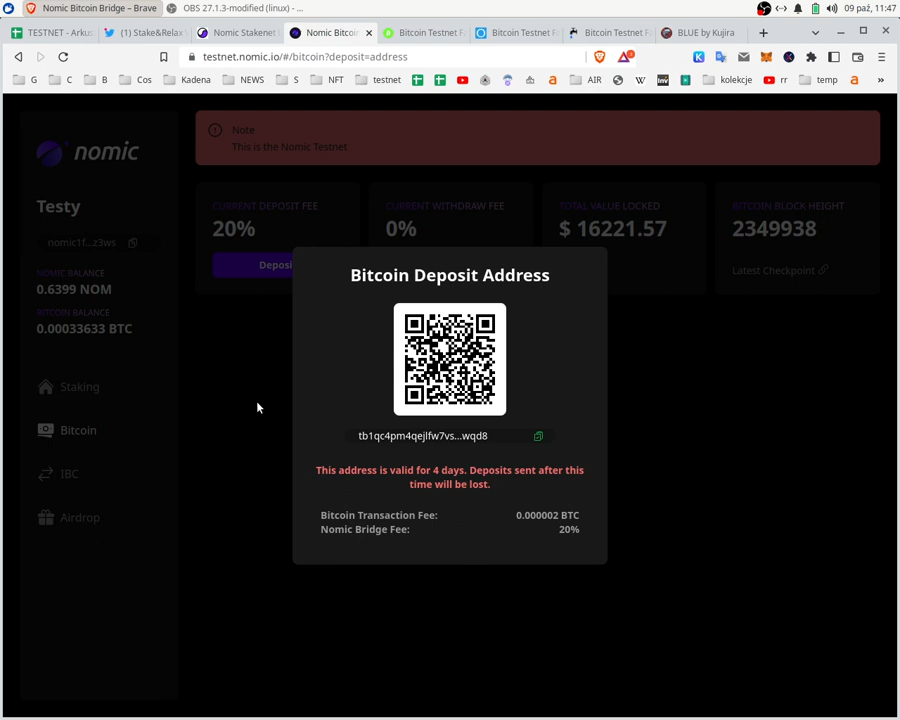 Nomic Bitcoin Bridge – Brave
OBS 27.1.3-modified (linux) - ...
09 paź, 11:47
TESTNET - Arkus
(1) Stake&Relax
Nomic Stakenet
Nomic Bitcoin
Bitcoin Testnet F
Bitcoin Testnet F
Bitcoin Testnet F
BLUE by Kujira
testnet.nomic.io/#/bitcoin?deposit=address
G
C
B
Cos
Kadena
NEWS
S
NFT
testnet
AIR
kolekcje
rr
temp
»
Note
This is the Nomic Testnet
nomic
Testy
nomic1f...z3ws
NOMIC BALANCE
0.6399 NOM
BITCOIN BALANCE
0.00033633 BTC
Staking
Bitcoin
IBC
Airdrop
CURRENT DEPOSIT FEE
20%
Deposi
CURRENT WITHDRAW FEE
0%
TOTAL VALUE LOCKED
$ 16221.57
BITCOIN BLOCK HEIGHT
2349938
Latest Checkpoint
Bitcoin Deposit Address
tb1qc4pm4qejlfw7vs...wqd8
This address is valid for 4 days. Deposits sent after this
time will be lost.
Bitcoin Transaction Fee: 0.000002 BTC
Nomic Bridge Fee: 20%